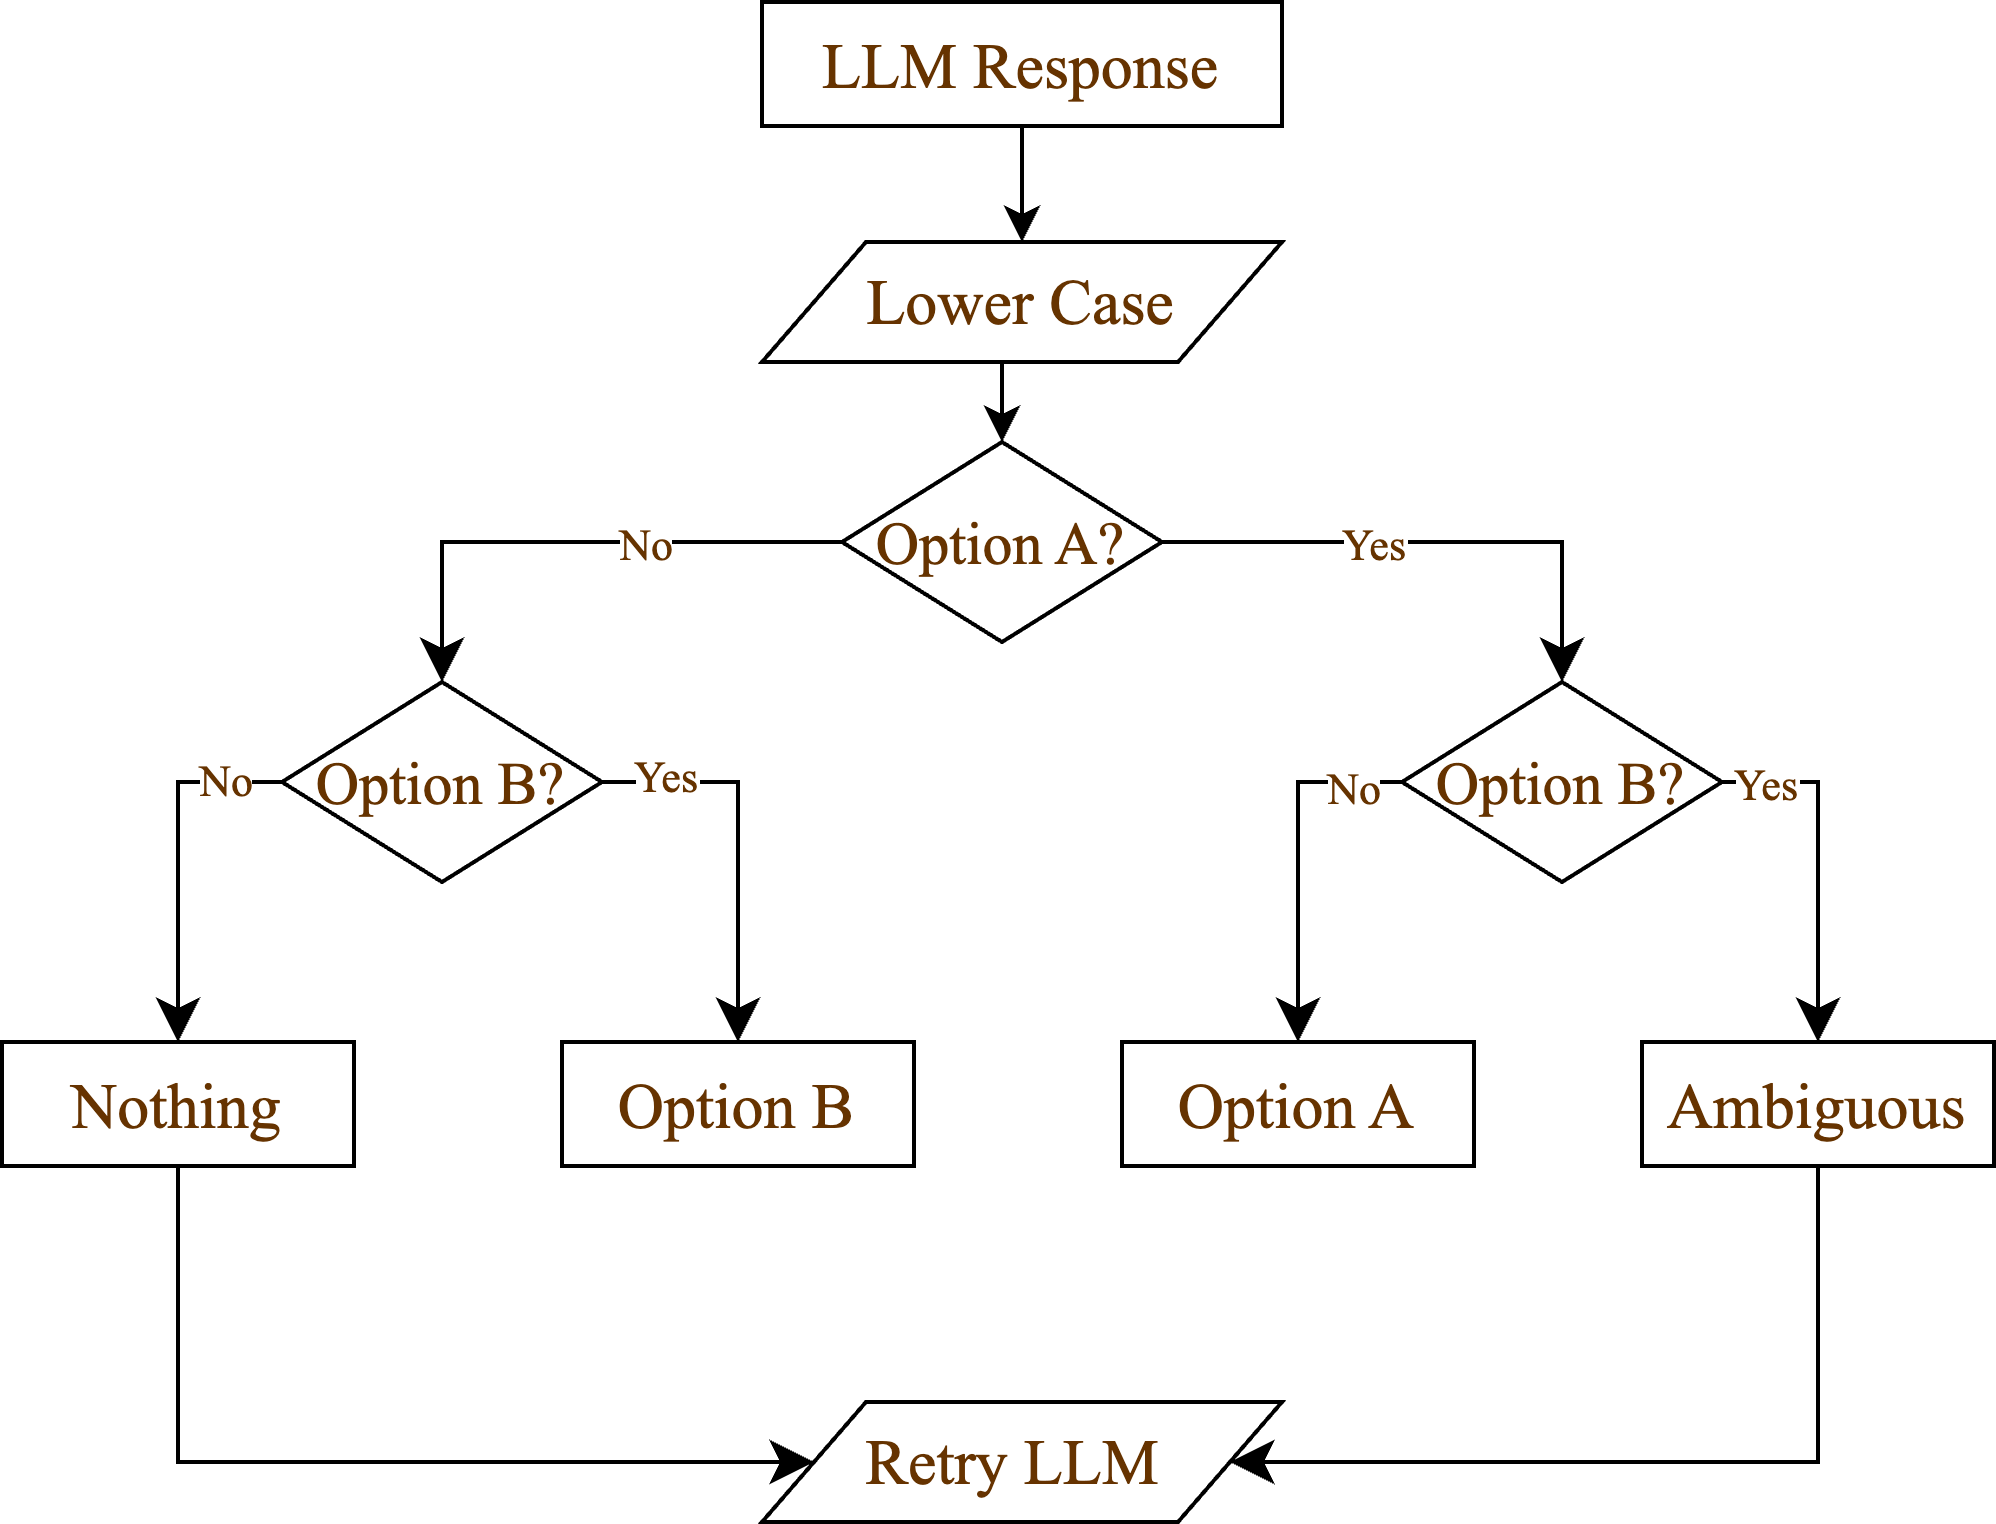 LLM Response
Lower Case
Option A?
No
Yes
Option B?
No
Yes
Option B?
No
Yes
Nothing
Option B
Option A
Ambiguous
Retry LLM